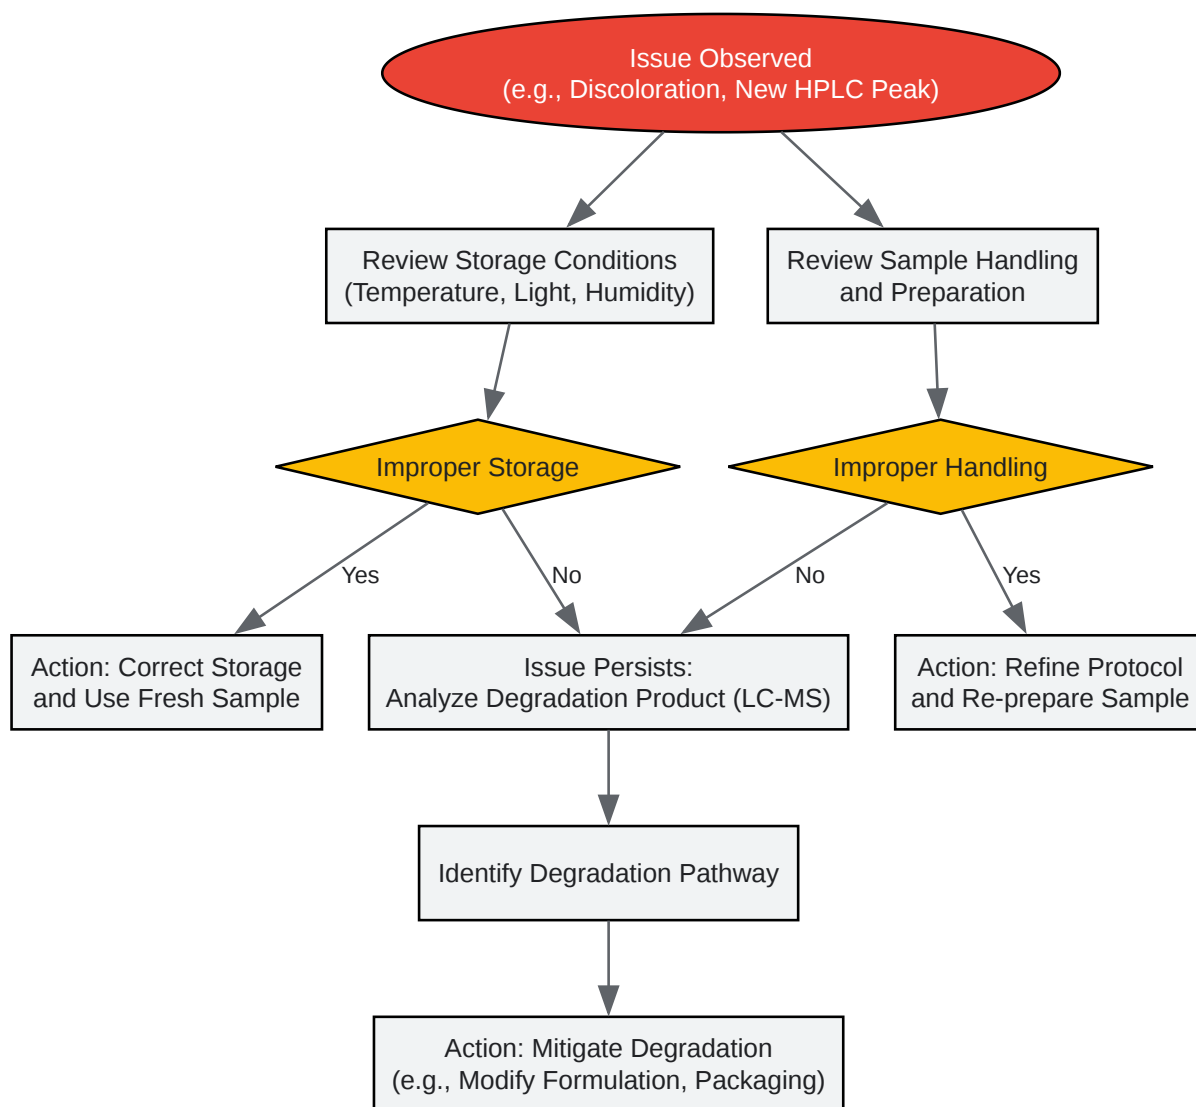 Issue Observed
(e.g., Discoloration, New HPLC Peak)
Review Storage Conditions
(Temperature, Light, Humidity)
Review Sample Handling
and Preparation
Improper Storage
Improper Handling
Yes
No
No
Yes
Action: Correct Storage
and Use Fresh Sample
Issue Persists:
Analyze Degradation Product (LC-MS)
Action: Refine Protocol
and Re-prepare Sample
Identify Degradation Pathway
Action: Mitigate Degradation
(e.g., Modify Formulation, Packaging)